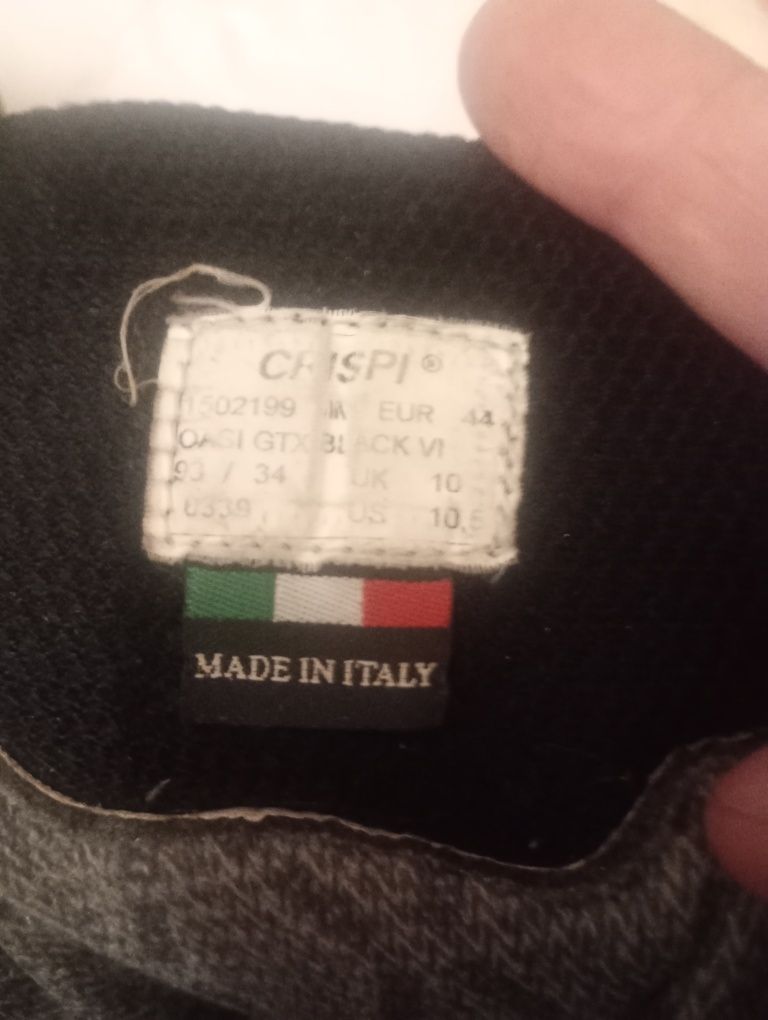 CRISPI ®
1502199 EUR 44
OASI GTX BLACK VI
93 / 34 UK 10
0339 US 10,5
MADE IN ITALY